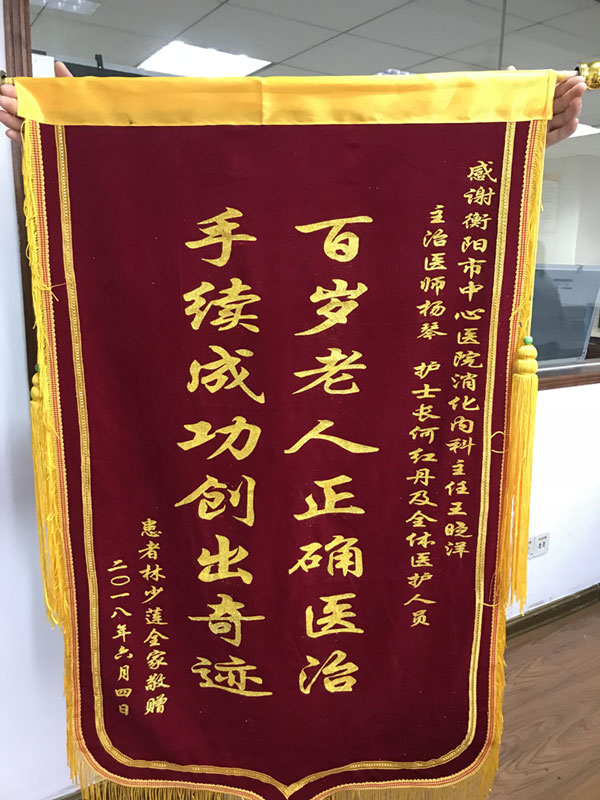 感谢衡阳市中心医院消化内科主任王晓洋
主治医师杨琴 护士长何红丹及全体医护人员
百岁老人正确医治
手续成功创出奇迹
患者林少莲全家敬赠
二〇一八年六月四日